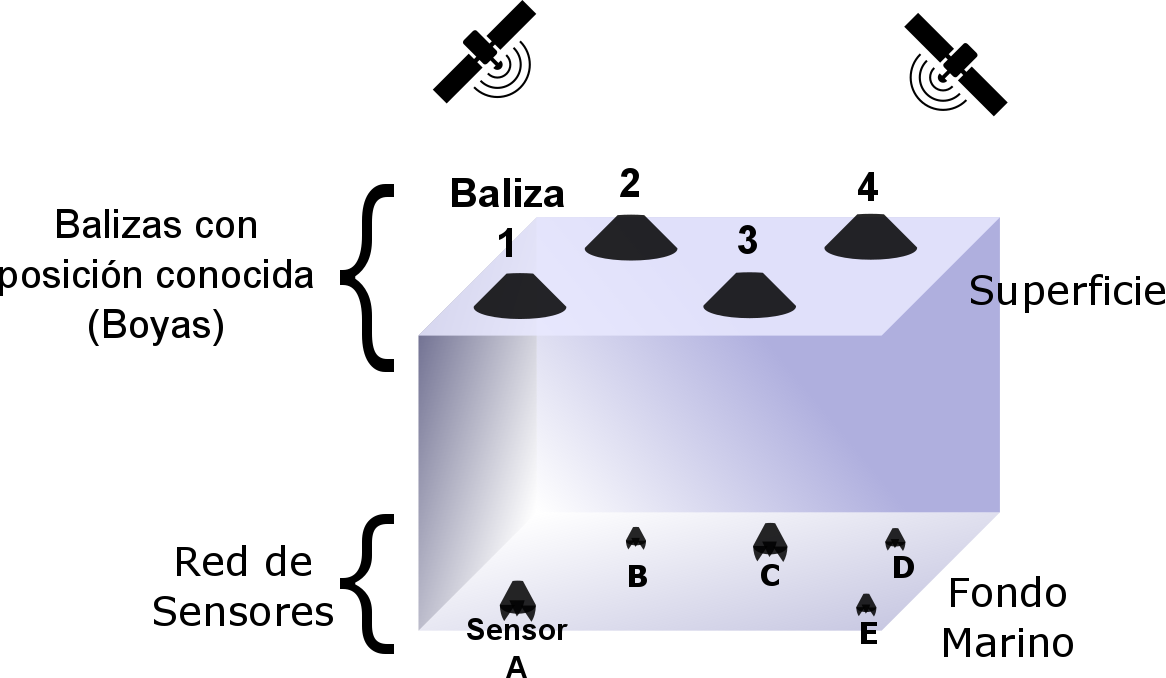 Baliza
1
2
3
4
Balizas con
posición conocida
(Boyas)
Superficie
Red de
Sensores
Sensor
A
B
C
D
E
Fondo
Marino